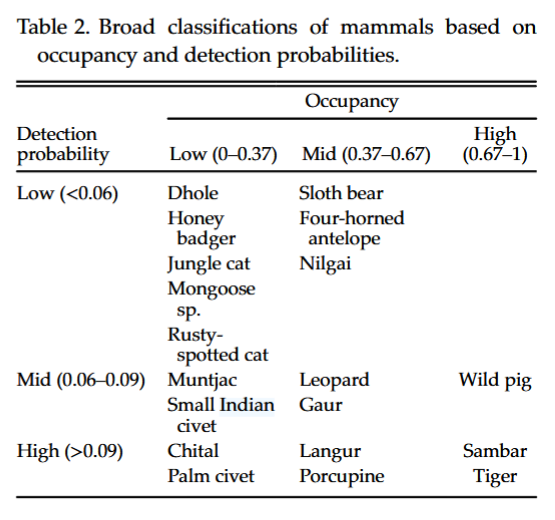 Table 2. Broad classifications of mammals based on
occupancy and detection probabilities.
Occupancy
Detection probability Low (0–0.37) Mid (0.37–0.67) High (0.67–1)
Low (<0.06) Dhole Sloth bear
Honey badger Four-horned antelope
Jungle cat Nilgai
Mongoose sp.
Rusty-spotted cat
Mid (0.06–0.09) Muntjac Leopard Wild pig
Small Indian civet Gaur
High (>0.09) Chital Langur Sambar
Palm civet Porcupine Tiger